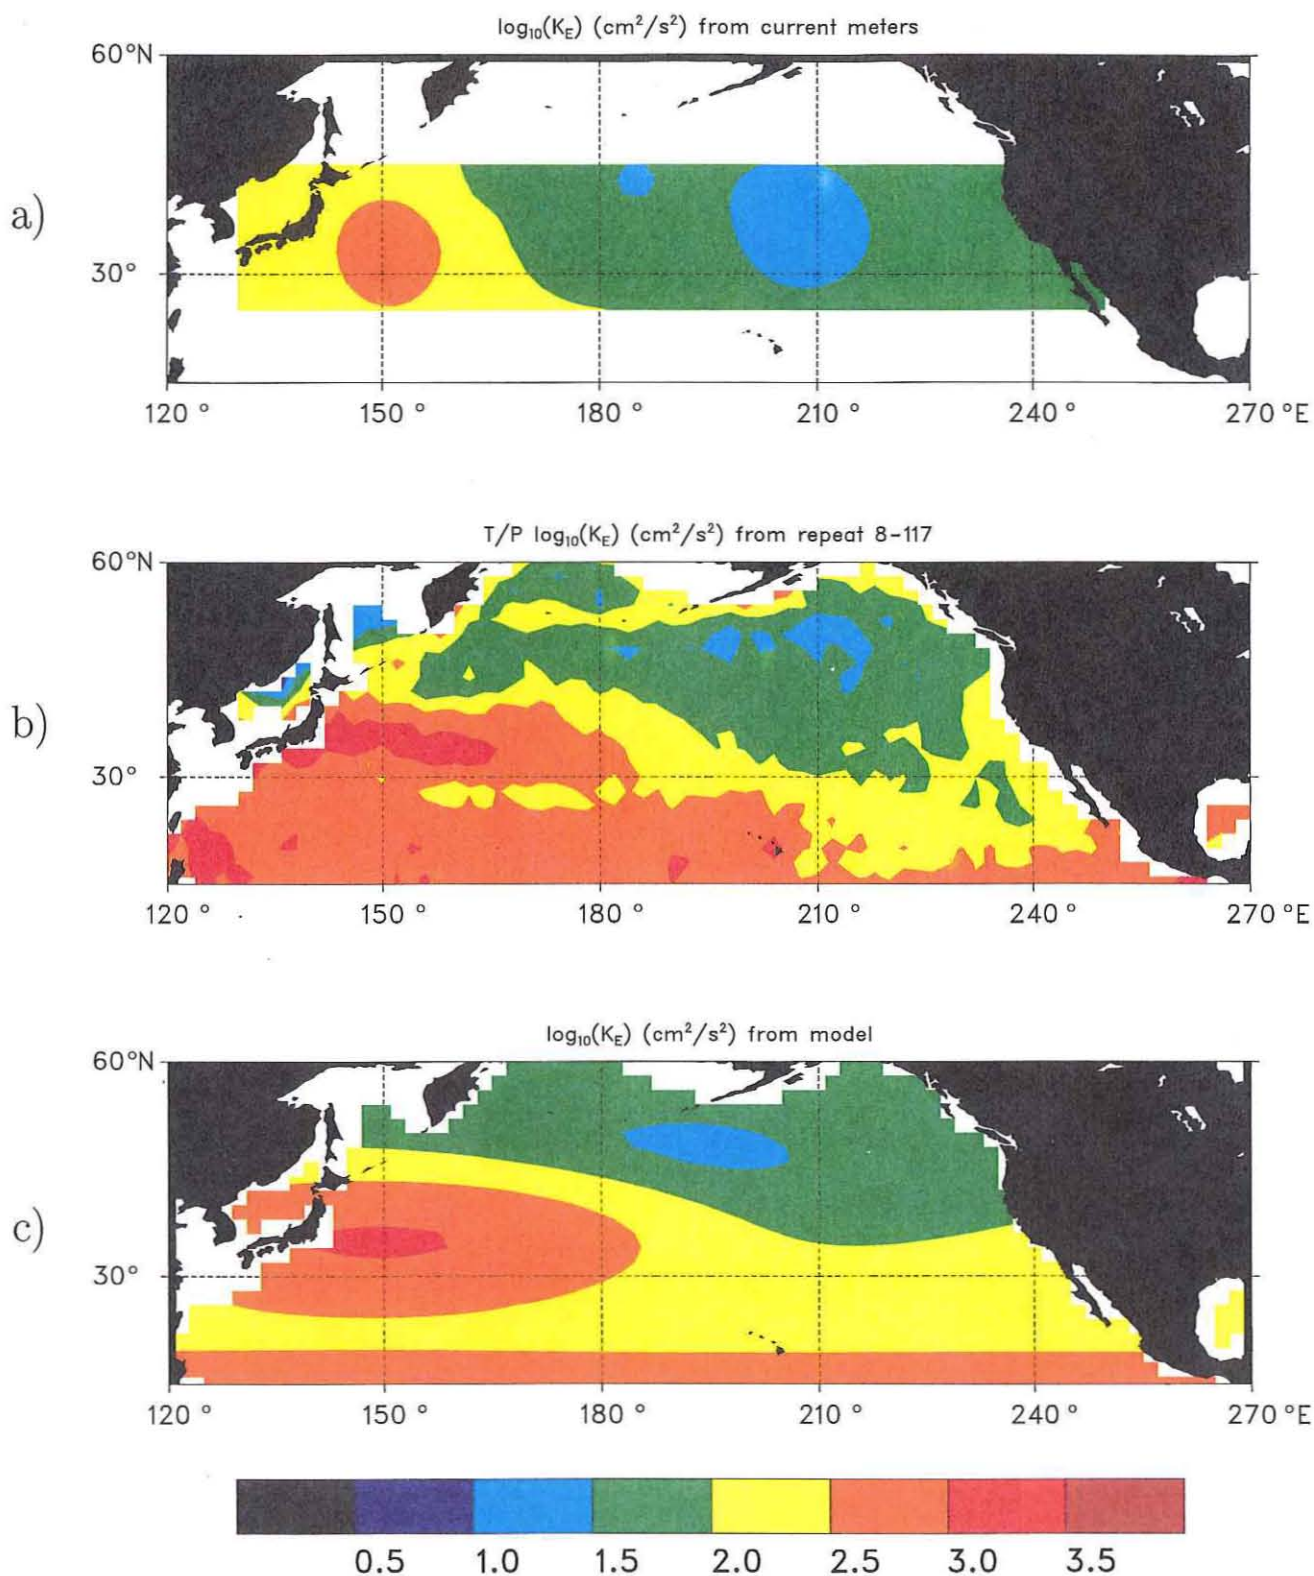 log₁₀(K_E) (cm²/s²) from current meters
60°N
a)
30°
120 ° 150 ° 180 ° 210 ° 240 ° 270 °E
T/P log₁₀(K_E) (cm²/s²) from repeat 8-117
60°N
b)
30°
120 ° 150 ° 180 ° 210 ° 240 ° 270 °E
log₁₀(K_E) (cm²/s²) from model
60°N
c)
30°
120 ° 150 ° 180 ° 210 ° 240 ° 270 °E
0.5 1.0 1.5 2.0 2.5 3.0 3.5